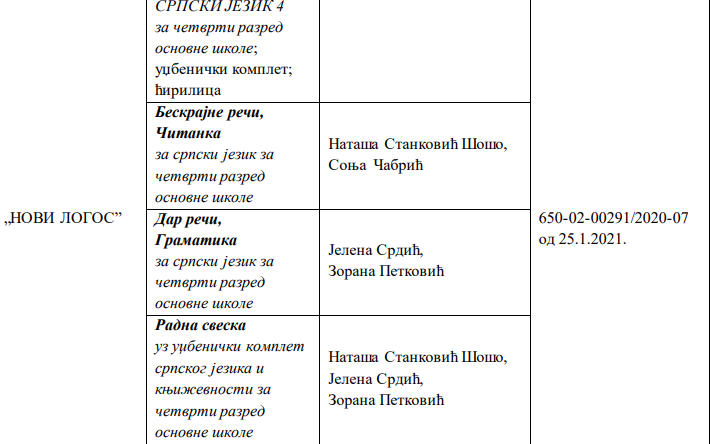 СРПСКИ ЈЕЗИК 4
за четврти разред
основне школе;
уџбенички комплет;
ћирилица
„НОВИ ЛОГОС”
Бескрајне речи,
Читанка
за српски језик за
четврти разред
основне школе
Наташа Станковић Шошо,
Соња Чабрић
Дар речи,
Граматика
за српски језик за
четврти разред
основне школе
Јелена Срдић,
Зорана Петковић
Радна свеска
уз уџбенички комплет
српског језика и
књижевности за
четврти разред
основне школе
Наташа Станковић Шошо,
Јелена Срдић,
Зорана Петковић
650-02-00291/2020-07
од 25.1.2021.